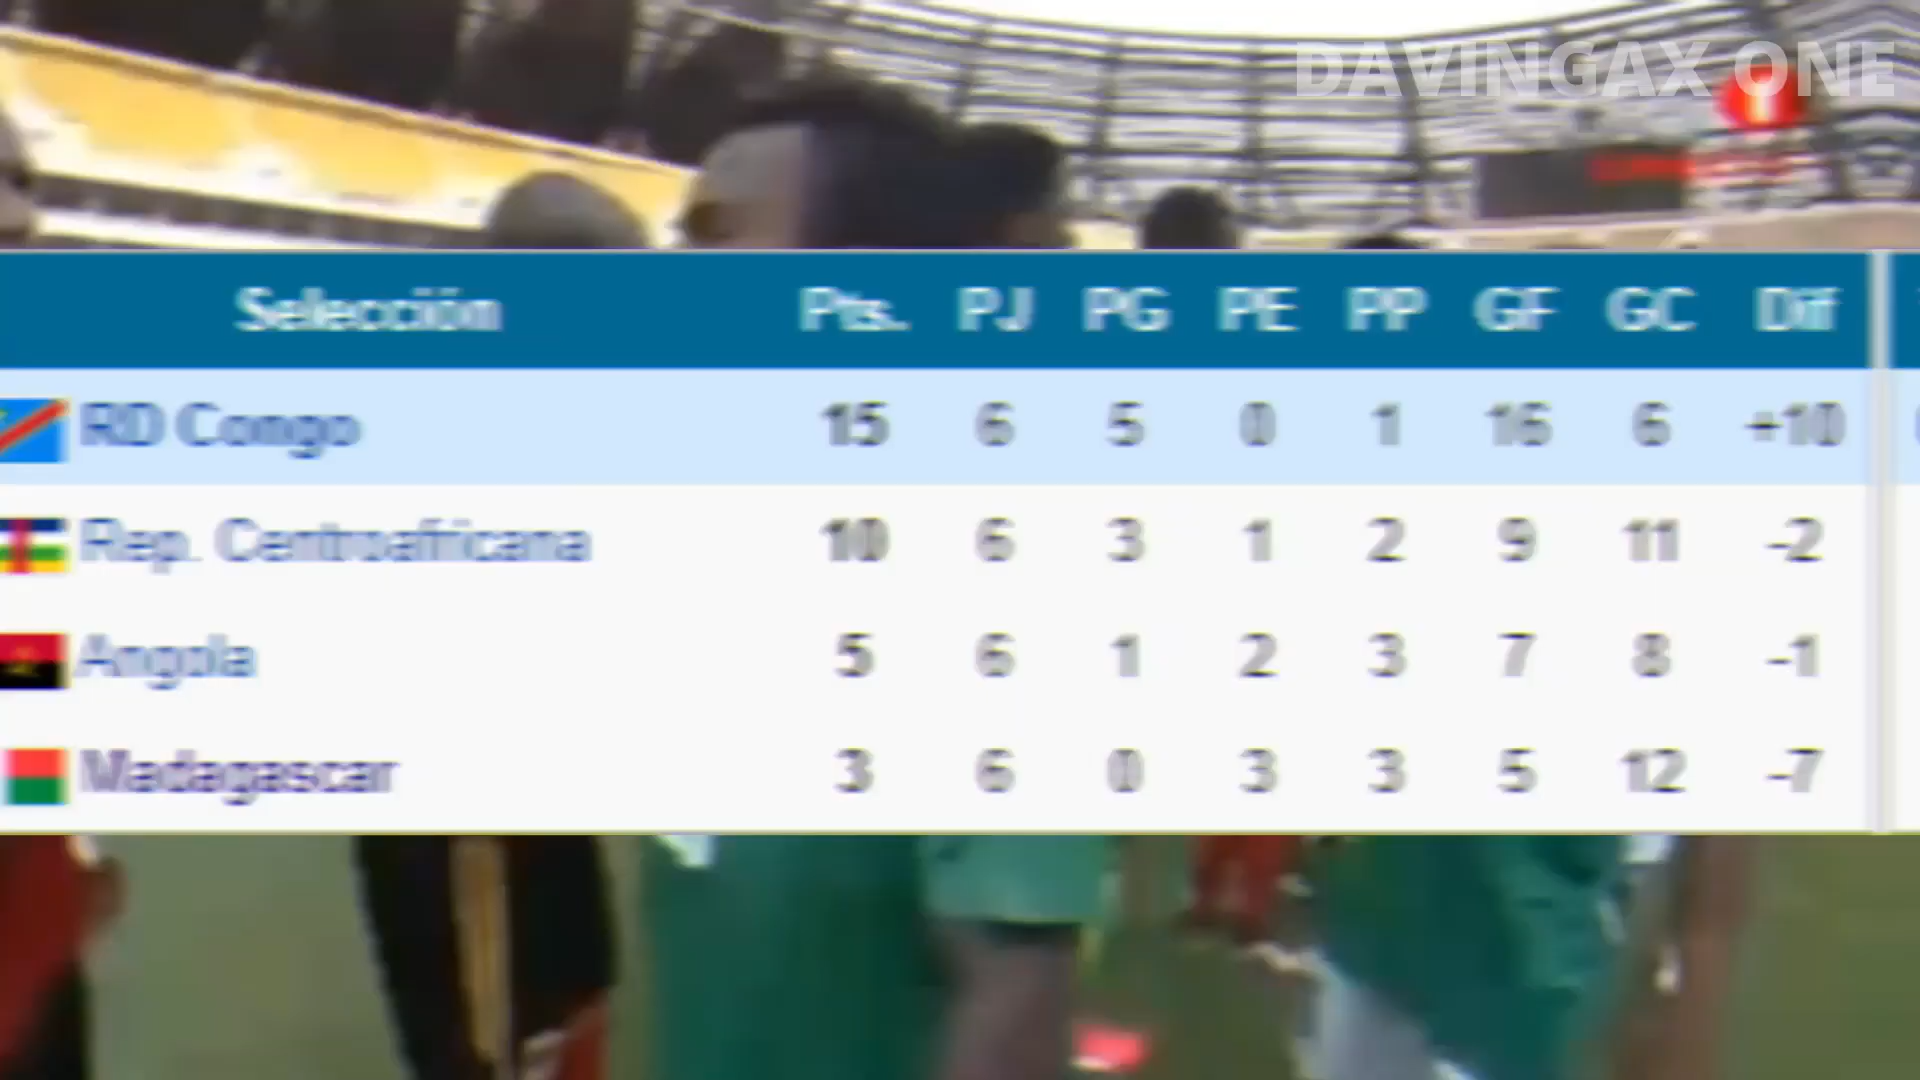 DAVINGAX ONE
Selección Pts. PJ PG PE PP GF GC Dif
RD Congo 15 6 5 0 1 16 6 +10
Rep. Centroafricana 10 6 3 1 2 9 11 -2
Angola 5 6 1 2 3 7 8 -1
Madagascar 3 6 0 3 3 5 12 -7